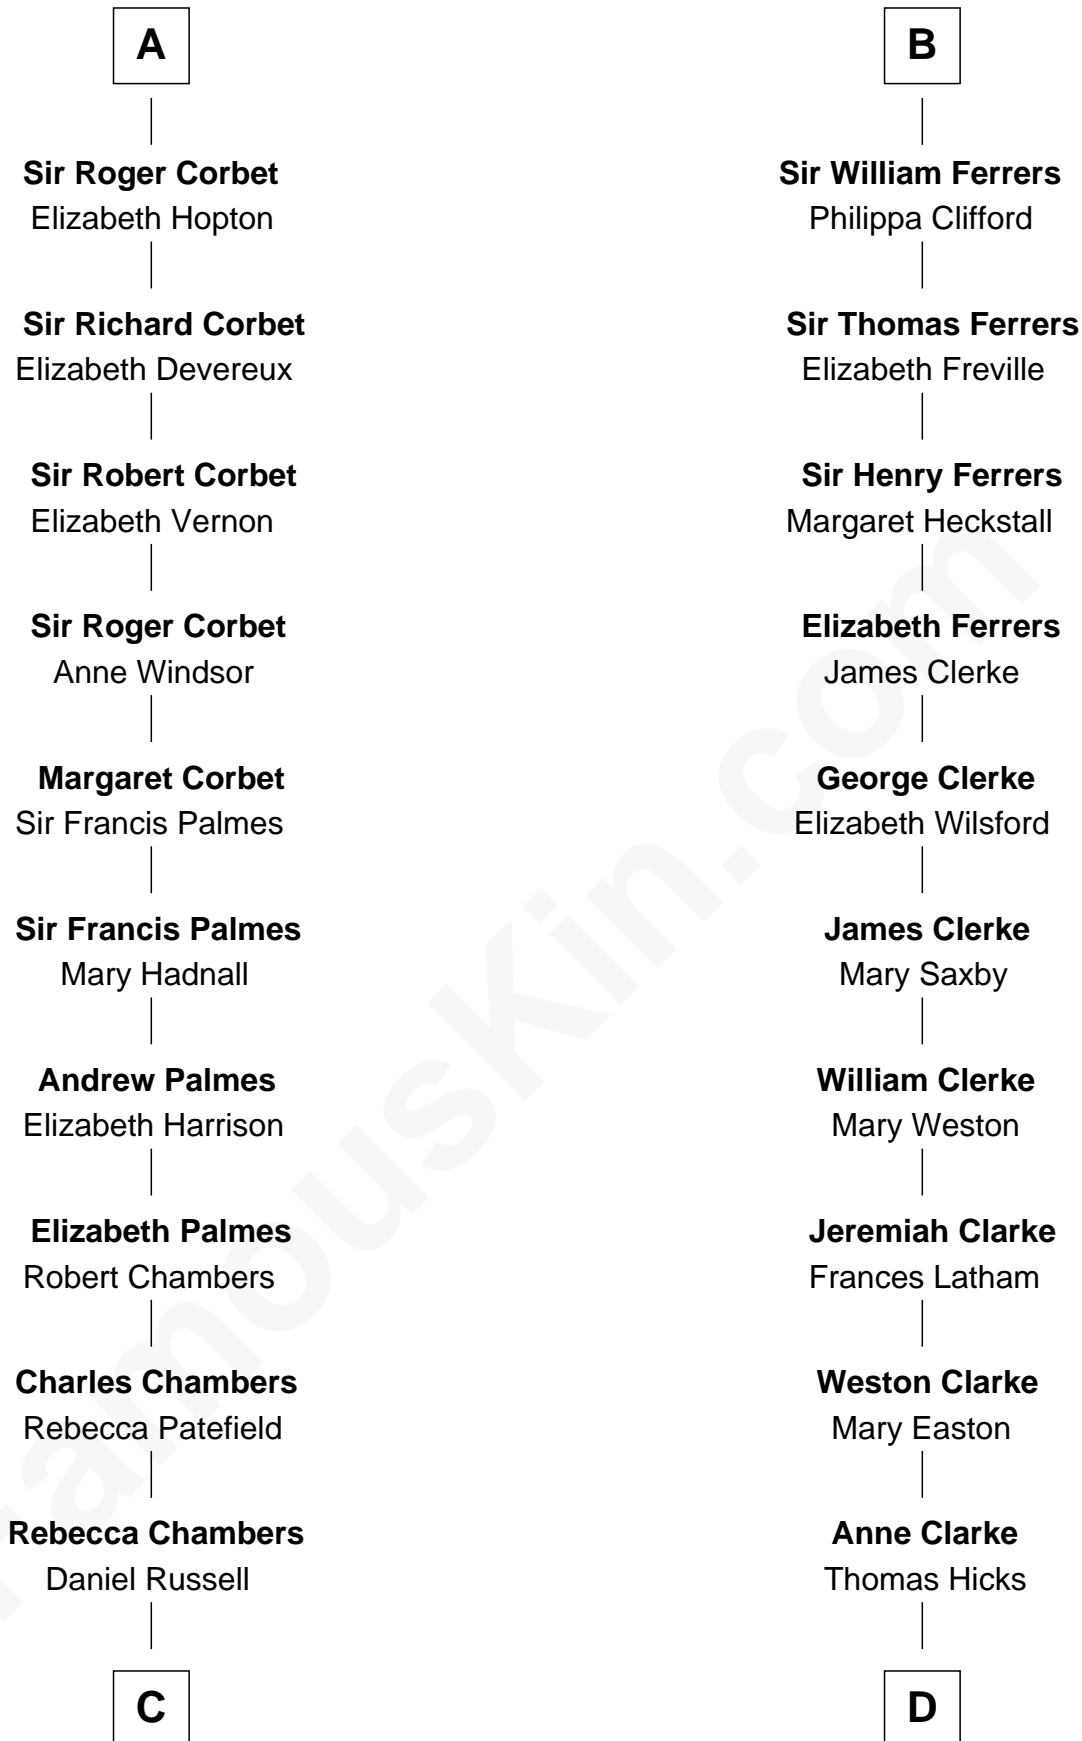 A
Sir Roger Corbet
Elizabeth Hopton
Sir Richard Corbet
Elizabeth Devereux
Sir Robert Corbet
Elizabeth Vernon
Sir Roger Corbet
Anne Windsor
Margaret Corbet
Sir Francis Palmes
Sir Francis Palmes
Mary Hadnall
Andrew Palmes
Elizabeth Harrison
Elizabeth Palmes
Robert Chambers
Charles Chambers
Rebecca Patefield
Rebecca Chambers
Daniel Russell
C
B
Sir William Ferrers
Philippa Clifford
Sir Thomas Ferrers
Elizabeth Freville
Sir Henry Ferrers
Margaret Heckstall
Elizabeth Ferrers
James Clerke
George Clerke
Elizabeth Wilsford
James Clerke
Mary Saxby
William Clerke
Mary Weston
Jeremiah Clarke
Frances Latham
Weston Clarke
Mary Easton
Anne Clarke
Thomas Hicks
D
FamousKin.com